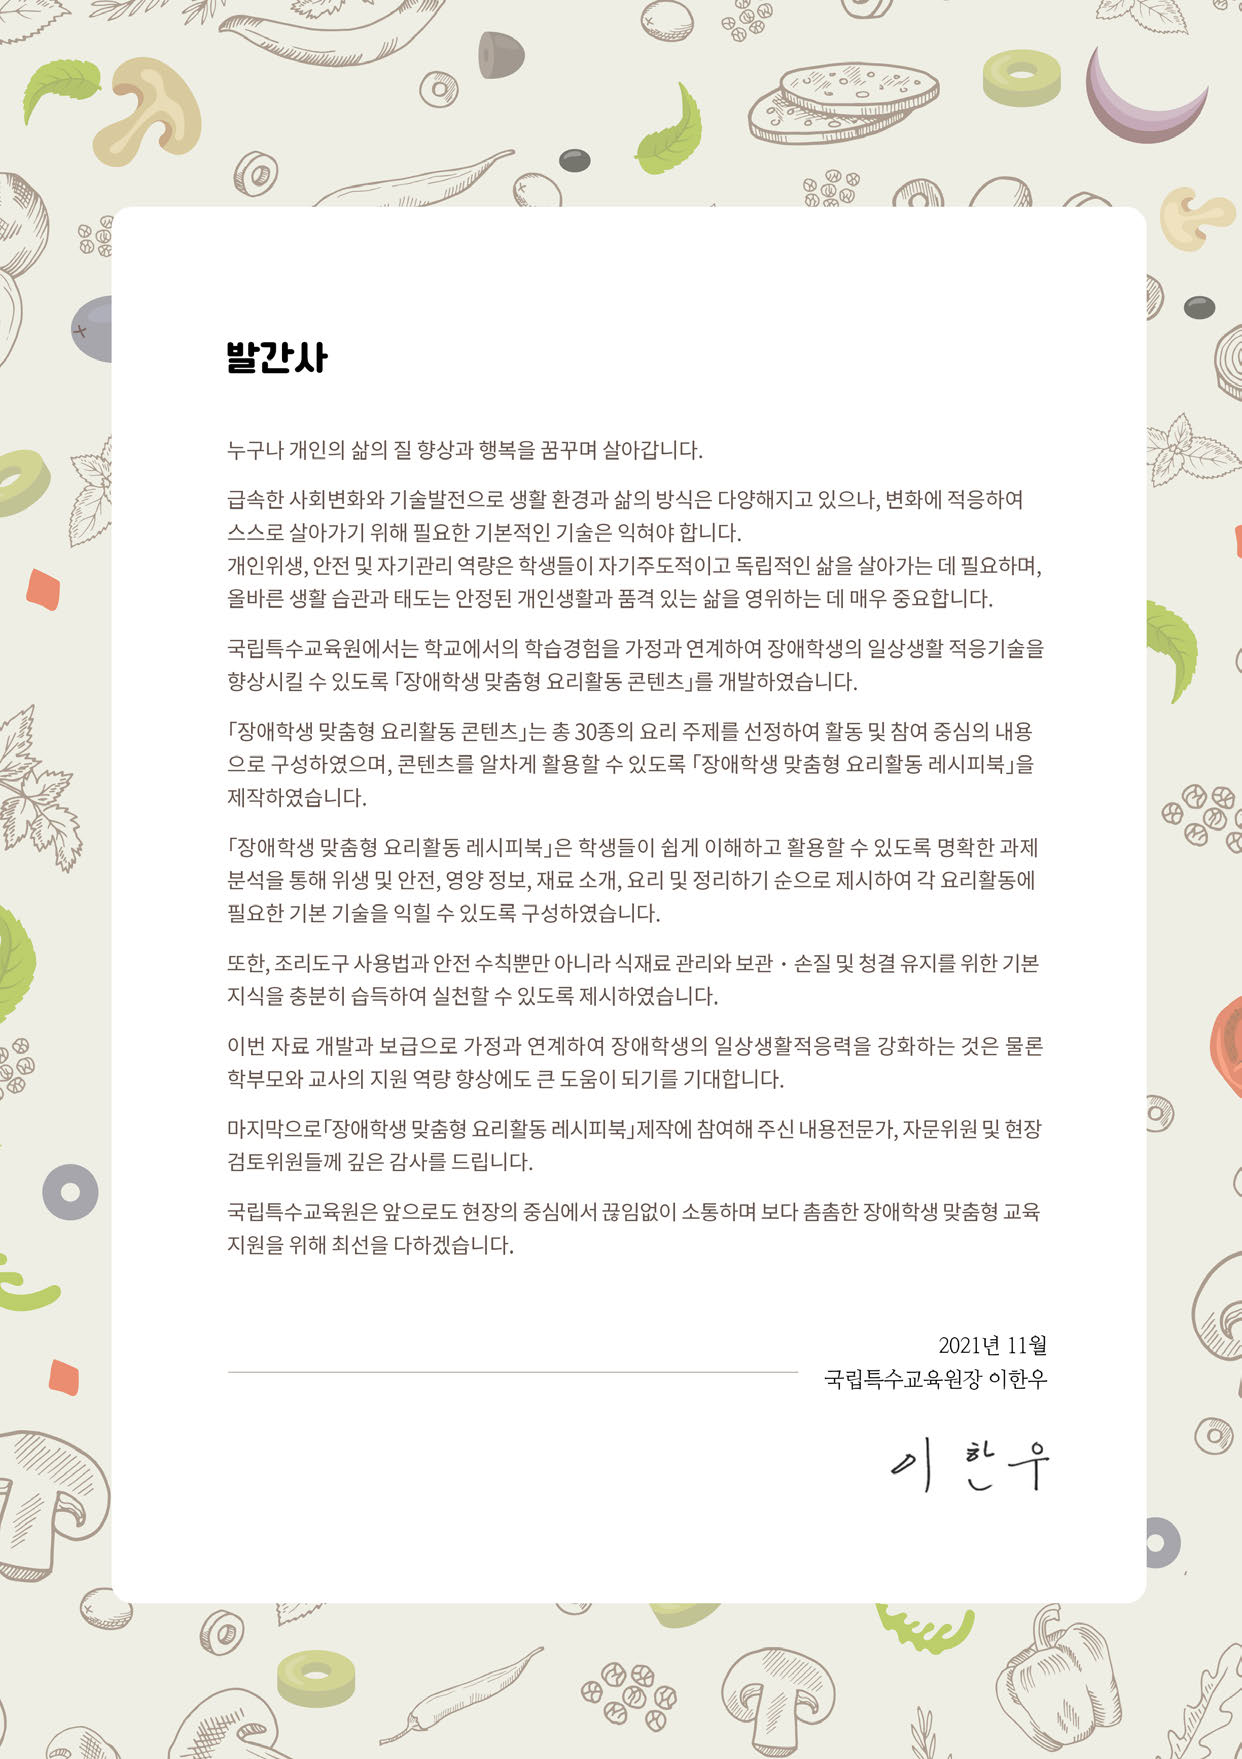 발간사
누구나 개인의 삶의 질 향상과 행복을 꿈꾸며 살아갑니다.
급속한 사회변화와 기술발전으로 생활 환경과 삶의 방식은 다양해지고 있으나, 변화에 적응하여
스스로 살아가기 위해 필요한 기본적인 기술은 익혀야 합니다.
개인위생, 안전 및 자기관리 역량은 학생들이 자기주도적이고 독립적인 삶을 살아가는 데 필요하며,
올바른 생활 습관과 태도는 안정된 개인생활과 품격 있는 삶을 영위하는 데 매우 중요합니다.
국립특수교육원에서는 학교에서의 학습경험을 가정과 연계하여 장애학생의 일상생활 적응기술을
향상시킬 수 있도록 「장애학생 맞춤형 요리활동 콘텐츠」를 개발하였습니다.
「장애학생 맞춤형 요리활동 콘텐츠」는 총 30종의 요리 주제를 선정하여 활동 및 참여 중심의 내용
으로 구성하였으며, 콘텐츠를 알차게 활용할 수 있도록 「장애학생 맞춤형 요리활동 레시피북」을
제작하였습니다.
「장애학생 맞춤형 요리활동 레시피북」은 학생들이 쉽게 이해하고 활용할 수 있도록 명확한 과제
분석을 통해 위생 및 안전, 영양 정보, 재료 소개, 요리 및 정리하기 순으로 제시하여 각 요리활동에
필요한 기본 기술을 익힐 수 있도록 구성하였습니다.
또한, 조리도구 사용법과 안전 수칙뿐만 아니라 식재료 관리와 보관・손질 및 청결 유지를 위한 기본
지식을 충분히 습득하여 실천할 수 있도록 제시하였습니다.
이번 자료 개발과 보급으로 가정과 연계하여 장애학생의 일상생활적응력을 강화하는 것은 물론
학부모와 교사의 지원 역량 향상에도 큰 도움이 되기를 기대합니다.
마지막으로「장애학생 맞춤형 요리활동 레시피북」제작에 참여해 주신 내용전문가, 자문위원 및 현장
검토위원들께 깊은 감사를 드립니다.
국립특수교육원은 앞으로도 현장의 중심에서 끊임없이 소통하며 보다 촘촘한 장애학생 맞춤형 교육
지원을 위해 최선을 다하겠습니다.
2021년 11월
국립특수교육원장 이한우
이 한 우